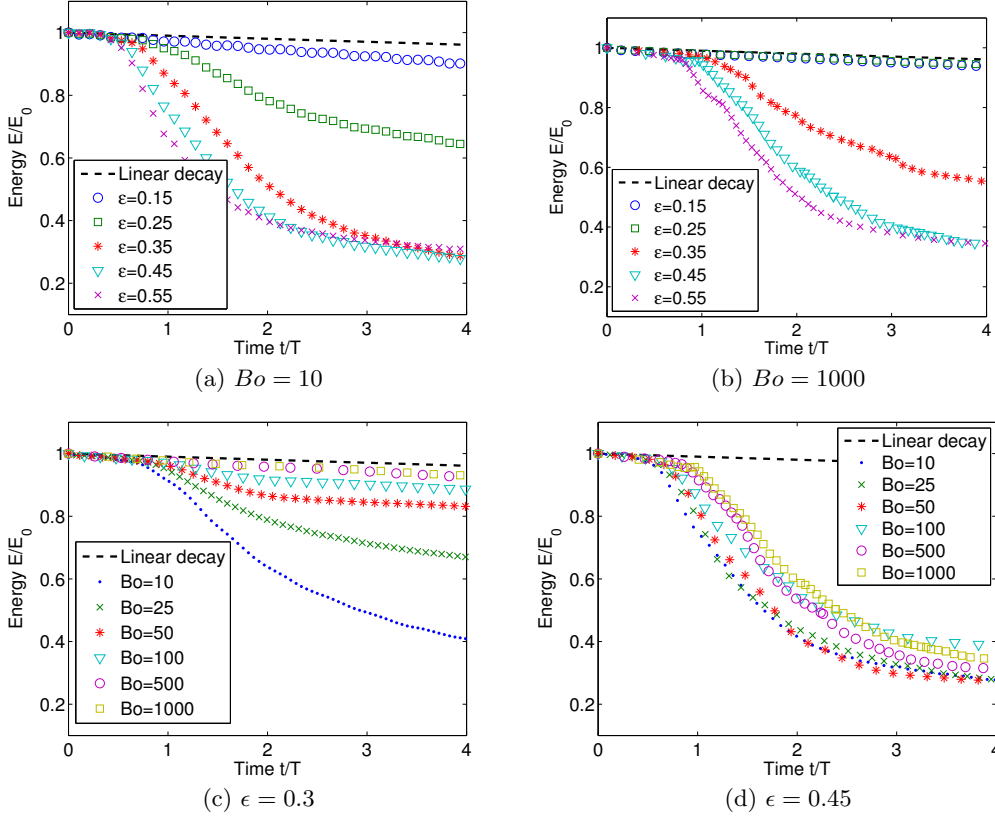 Energy E/E0
1
0.8
0.6
0.4
0.2
Linear decay
ε=0.15
ε=0.25
ε=0.35
ε=0.45
ε=0.55
0 1 2 3 4
Time t/T
(a) Bo = 10
Energy E/E0
1
0.8
0.6
0.4
0.2
Linear decay
ε=0.15
ε=0.25
ε=0.35
ε=0.45
ε=0.55
0 1 2 3 4
Time t/T
(b) Bo = 1000
Energy E/E0
1
0.8
0.6
0.4
0.2
Linear decay
Bo=10
Bo=25
Bo=50
Bo=100
Bo=500
Bo=1000
0 1 2 3 4
Time t/T
(c) ϵ = 0.3
Energy E/E0
1
0.8
0.6
0.4
0.2
Linear decay
Bo=10
Bo=25
Bo=50
Bo=100
Bo=500
Bo=1000
0 1 2 3 4
Time t/T
(d) ϵ = 0.45